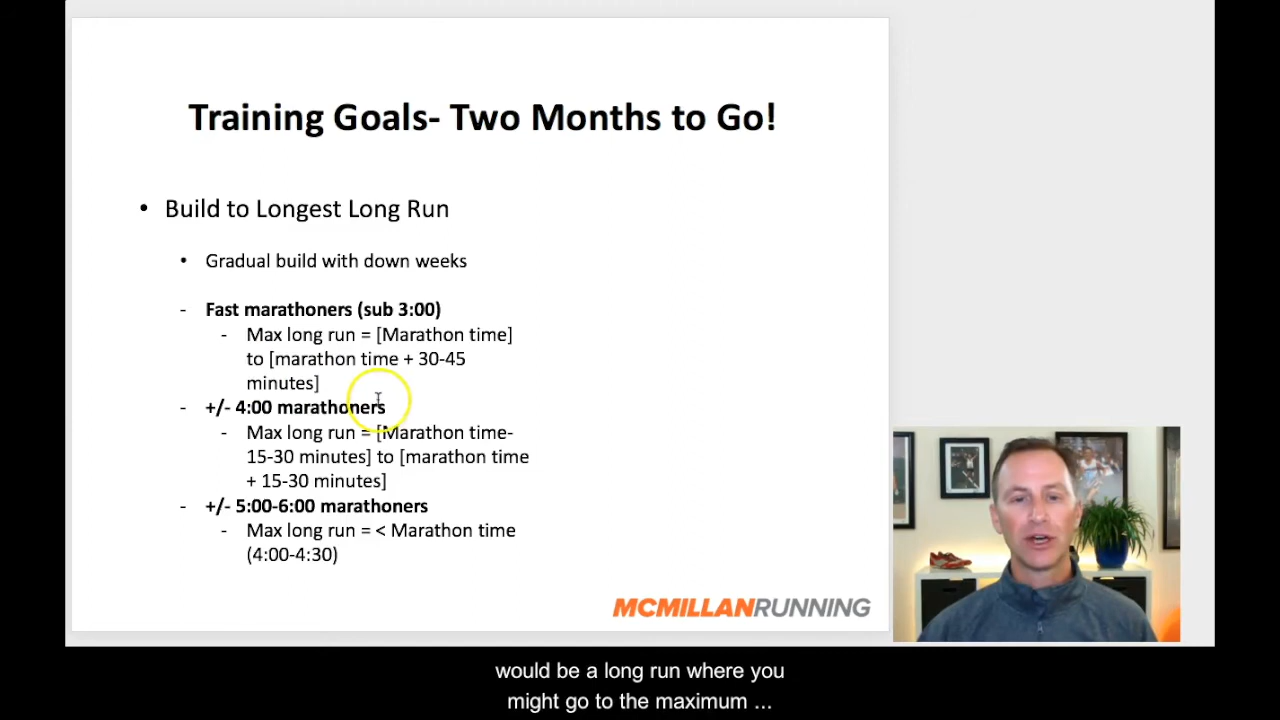 Training Goals- Two Months to Go!
• Build to Longest Long Run
• Gradual build with down weeks
- Fast marathoners (sub 3:00)
- Max long run = [Marathon time]
to [marathon time + 30-45
minutes]
- +/- 4:00 marathoners
- Max long run = [Marathon time-
15-30 minutes] to [marathon time
+ 15-30 minutes]
- +/- 5:00-6:00 marathoners
- Max long run = < Marathon time
(4:00-4:30)
MCMILLANRUNNING
would be a long run where you
might go to the maximum ...